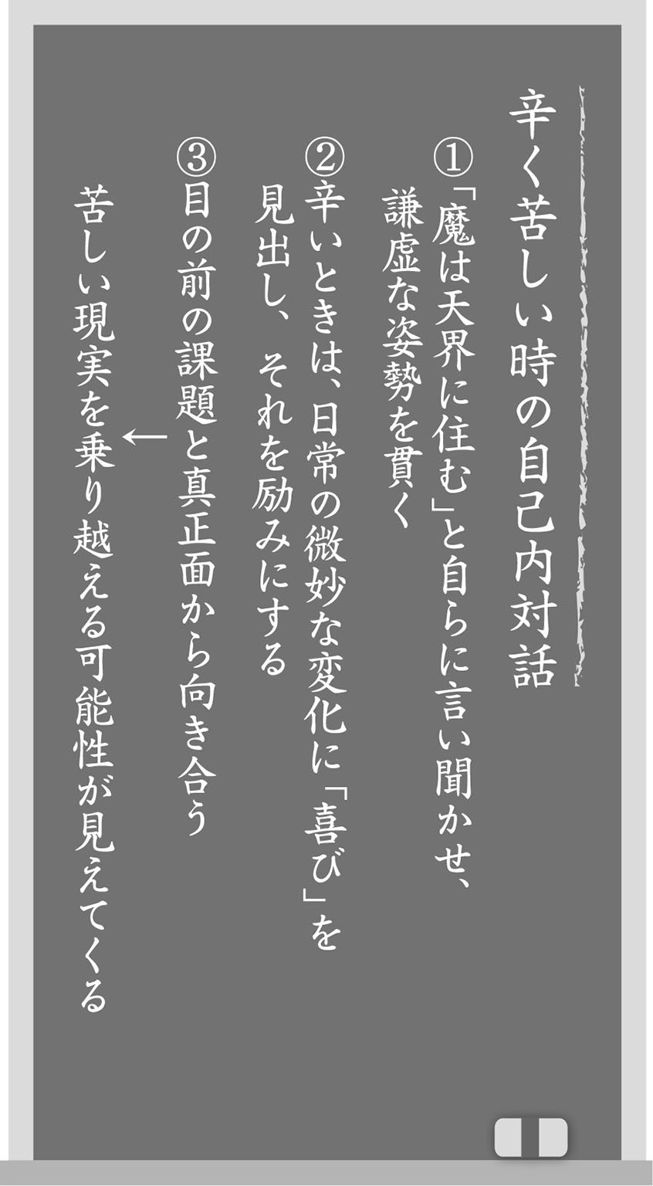 辛く苦しい時の自己内対話
①「魔は天界に住む」と自らに言い聞かせ、
謙虚な姿勢を貫く
②辛いときは、日常の微妙な変化に「喜び」を
見出し、それを励みにする
③目の前の課題と真正面から向き合う
←
苦しい現実を乗り越える可能性が見えてくる